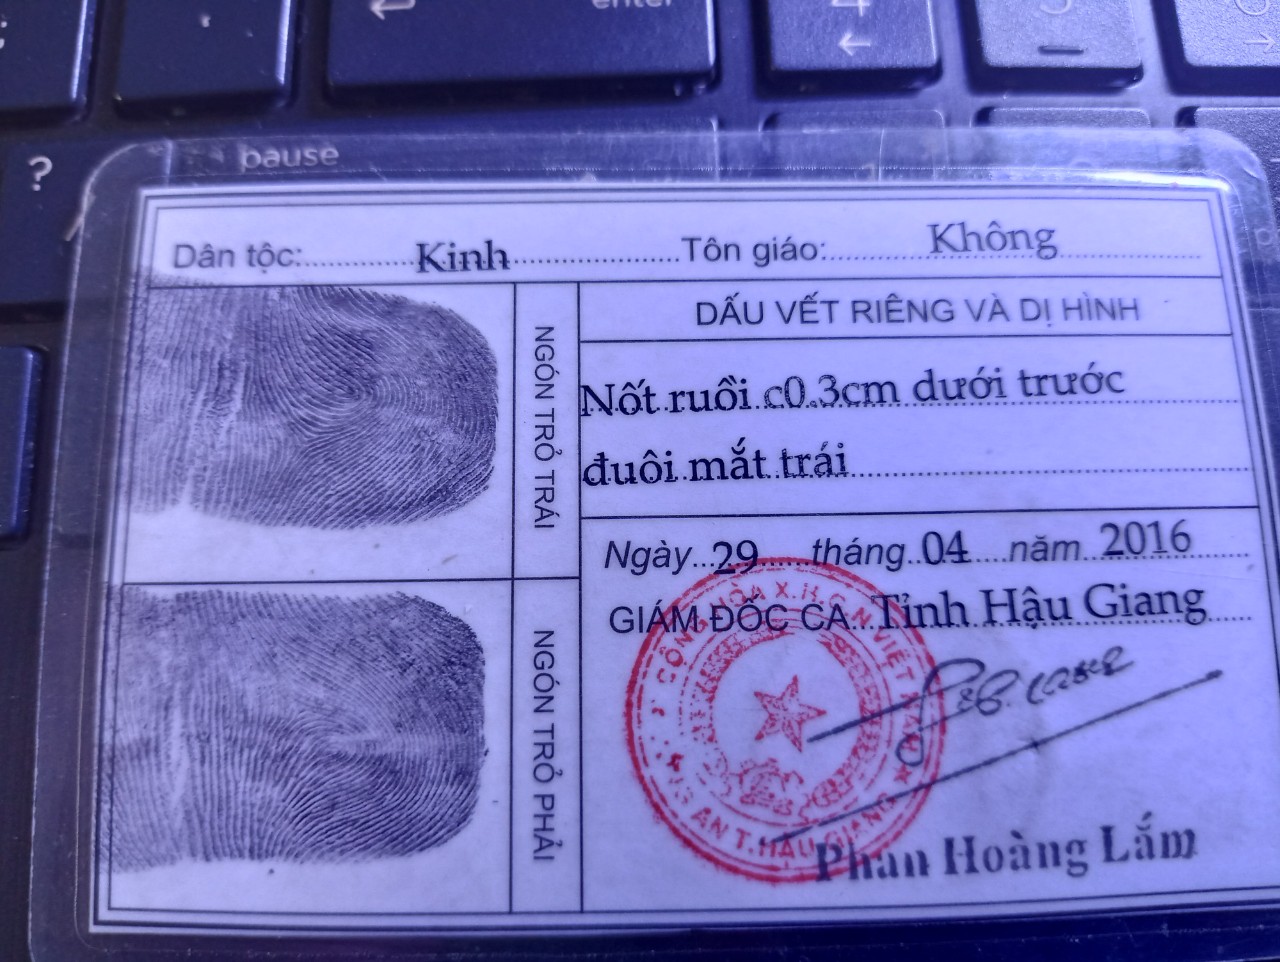 enter
4
←
5
?
pause
Dân tộc: Kinh Tôn giáo: Không
NGÓN TRỎ TRÁI
DẤU VẾT RIÊNG VÀ DỊ HÌNH
Nốt ruồi c0.3cm dưới trước
đuôi mắt trái
Ngày 29 tháng 04 năm 2016
GIÁM ĐỐC CA Tỉnh Hậu Giang
NGÓN TRỎ PHẢI
CỘNG HÒA X.H.C.N VIỆT NAM
AN T.HẬU GIANG
Phan Hoàng Lắm